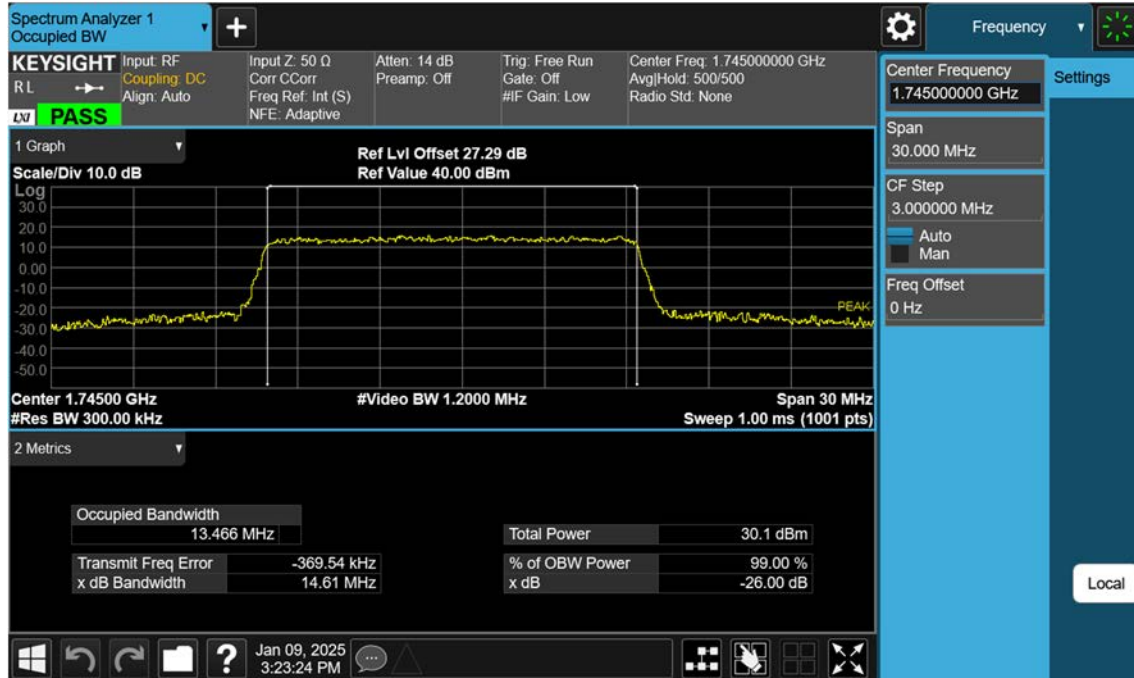 Spectrum Analyzer 1
Occupied BW
+
Frequency
KEYSIGHT
R L
LXI
PASS
Input: RF
Coupling: DC
Align: Auto
Input Z: 50 Ω
Corr CCorr
Freq Ref: Int (S)
NFE: Adaptive
Atten: 14 dB
Preamp: Off
Trig: Free Run
Gate: Off
#IF Gain: Low
Center Freq: 1.745000000 GHz
Avg|Hold: 500/500
Radio Std: None
Center Frequency
1.745000000 GHz
Settings
Span
30.000 MHz
CF Step
3.000000 MHz
Auto
Man
Freq Offset
0 Hz
Local
1 Graph
Scale/Div 10.0 dB
Ref Lvl Offset 27.29 dB
Ref Value 40.00 dBm
Log
30.0
20.0
10.0
0.00
-10.0
-20.0
-30.0
-40.0
-50.0
PEAK
Center 1.74500 GHz
#Video BW 1.2000 MHz
Span 30 MHz
#Res BW 300.00 kHz
Sweep 1.00 ms (1001 pts)
2 Metrics
Occupied Bandwidth
13.466 MHz
Total Power 30.1 dBm
Transmit Freq Error -369.54 kHz
% of OBW Power 99.00 %
x dB Bandwidth 14.61 MHz
x dB -26.00 dB
?
Jan 09, 2025
3:23:24 PM